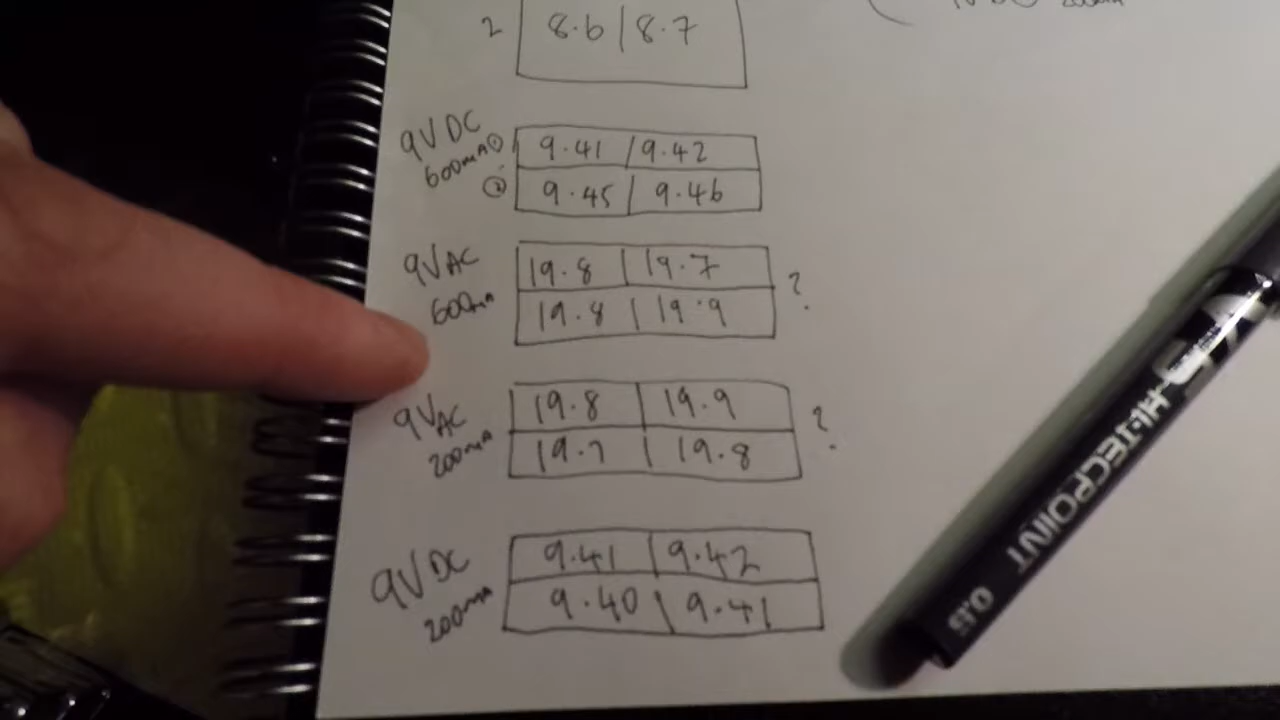 2 8.6 | 8.7
9V DC
600mA ① 9.41 | 9.42
② 9.45 | 9.46
9V AC 19.8 | 19.7
600mA 19.8 | 19.9 ?
9V AC 19.8 | 19.9
200mA 19.7 | 19.8 ?
9V DC 9.41 | 9.42
200mA 9.40 | 9.41
HI-TECPOINT
0.5